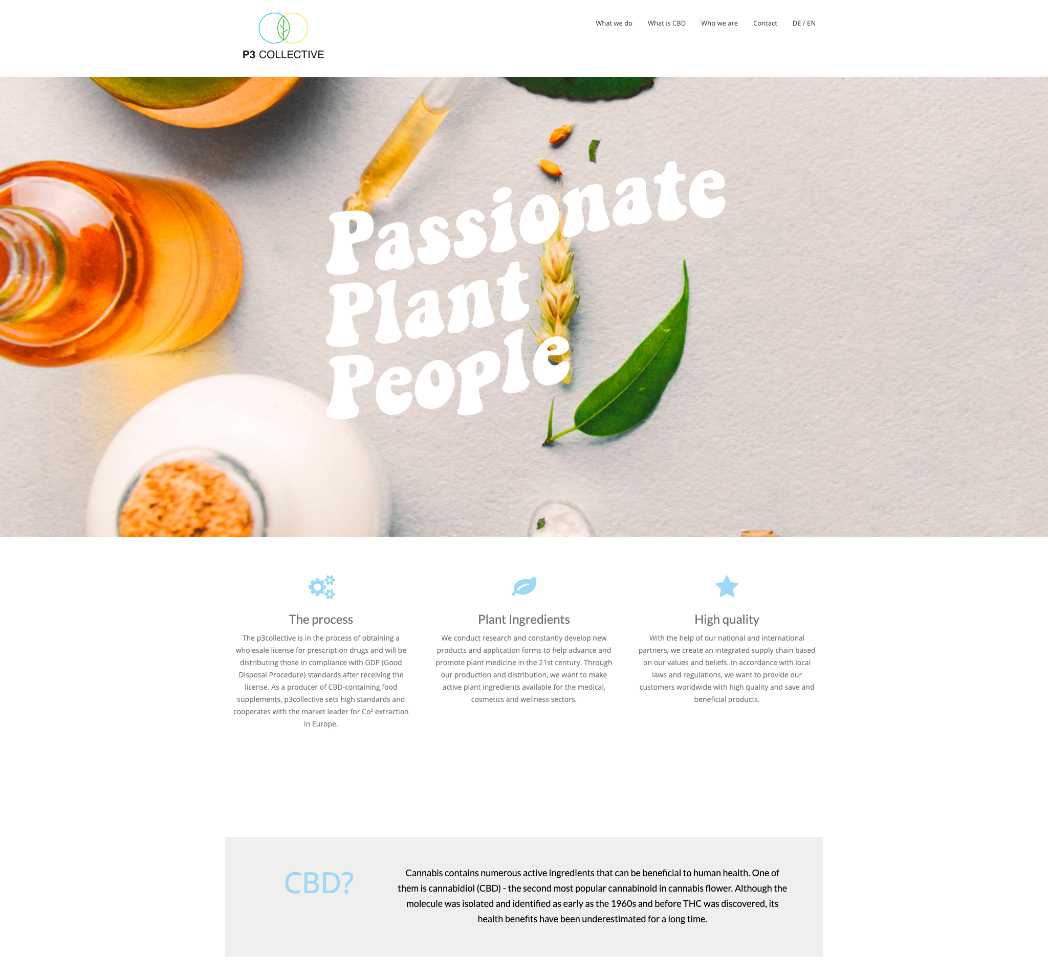 P3 COLLECTIVE
What we do What is CBD Who we are Contact DE / EN
Passionate
Plant
People
The process
The p3collective is in the process of obtaining a
wholesale license for prescription drugs and will be
distributing those in compliance with GDP (Good
Disposal Procedure) standards after receiving the
license. As a producer of CBD-containing food
supplements, p3collective sets high standards and
cooperates with the market leader for Co² extraction
in Europe.
Plant Ingredients
We conduct research and constantly develop new
products and application forms to help advance and
promote plant medicine in the 21st century. Through
our production and distribution, we want to make
active plant ingredients available for the medical,
cosmetics and wellness sectors.
High quality
With the help of our national and international
partners, we create an integrated supply chain based
on our values and beliefs. In accordance with local
laws and regulations, we want to provide our
customers worldwide with high quality and save and
beneficial products.
CBD?
Cannabis contains numerous active ingredients that can be beneficial to human health. One of
them is cannabidiol (CBD) - the second most popular cannabinoid in cannabis flower. Although the
molecule was isolated and identified as early as the 1960s and before THC was discovered, its
health benefits have been underestimated for a long time.